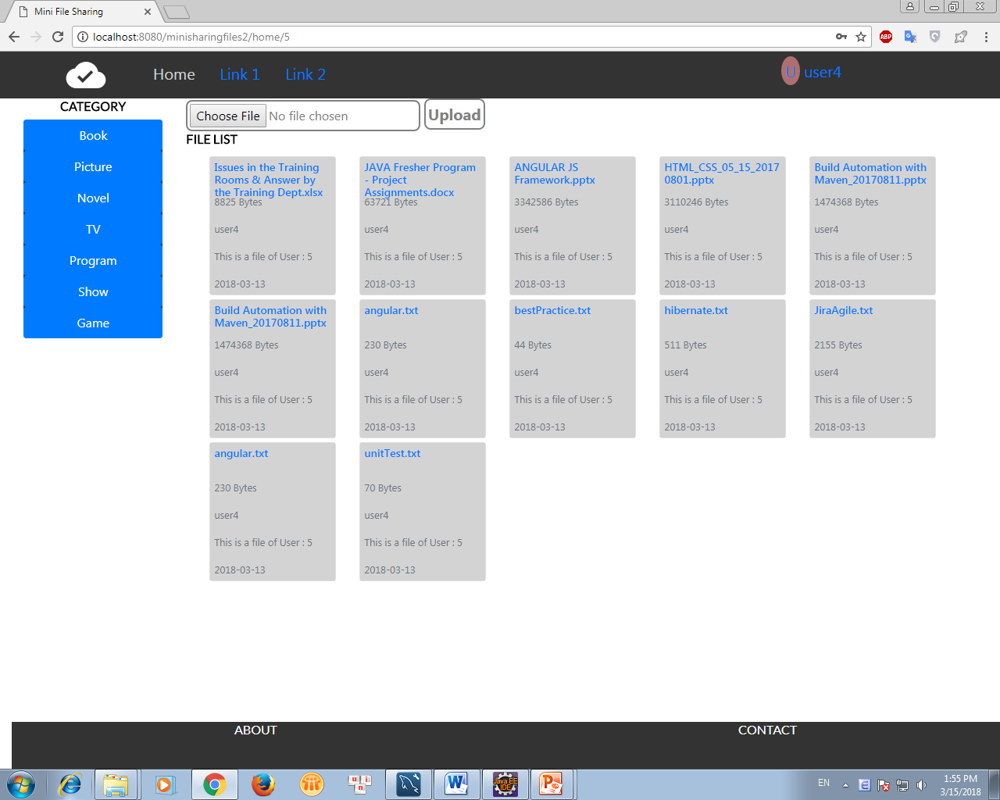 Mini File Sharing
localhost:8080/minisharingfiles2/home/5
ABP
Home Link 1 Link 2
U user4
CATEGORY
Book
Picture
Novel
TV
Program
Show
Game
Choose File No file chosen Upload
FILE LIST
Issues in the Training
Rooms & Answer by
the Training Dept.xlsx
8825 Bytes
user4
This is a file of User : 5
2018-03-13
JAVA Fresher Program
- Project
Assignments.docx
63721 Bytes
user4
This is a file of User : 5
2018-03-13
ANGULAR JS
Framework.pptx
3342586 Bytes
user4
This is a file of User : 5
2018-03-13
HTML_CSS_05_15_2017
0801.pptx
3110246 Bytes
user4
This is a file of User : 5
2018-03-13
Build Automation with
Maven_20170811.pptx
1474368 Bytes
user4
This is a file of User : 5
2018-03-13
Build Automation with
Maven_20170811.pptx
1474368 Bytes
user4
This is a file of User : 5
2018-03-13
angular.txt
230 Bytes
user4
This is a file of User : 5
2018-03-13
bestPractice.txt
44 Bytes
user4
This is a file of User : 5
2018-03-13
hibernate.txt
511 Bytes
user4
This is a file of User : 5
2018-03-13
JiraAgile.txt
2155 Bytes
user4
This is a file of User : 5
2018-03-13
angular.txt
230 Bytes
user4
This is a file of User : 5
2018-03-13
unitTest.txt
70 Bytes
user4
This is a file of User : 5
2018-03-13
ABOUT
CONTACT
u i
n
Java EE
IDE
EN
1:55 PM
3/15/2018